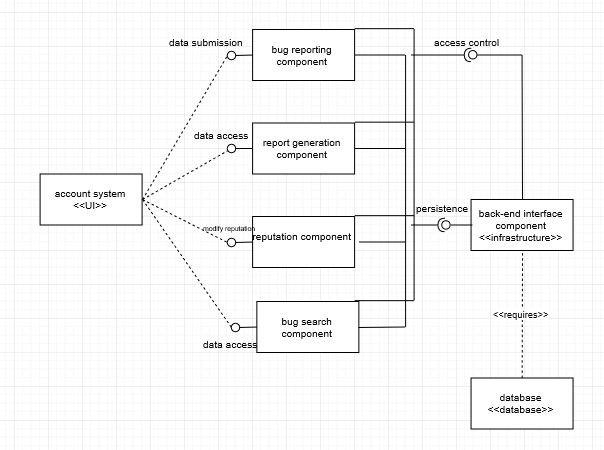 data submission
bug reporting
component
access control
data access
report generation
component
account system
<<UI>>
modify reputation
reputation component
persistence
back-end interface
component
<<infrastructure>>
bug search
component
data access
<<requires>>
database
<<database>>